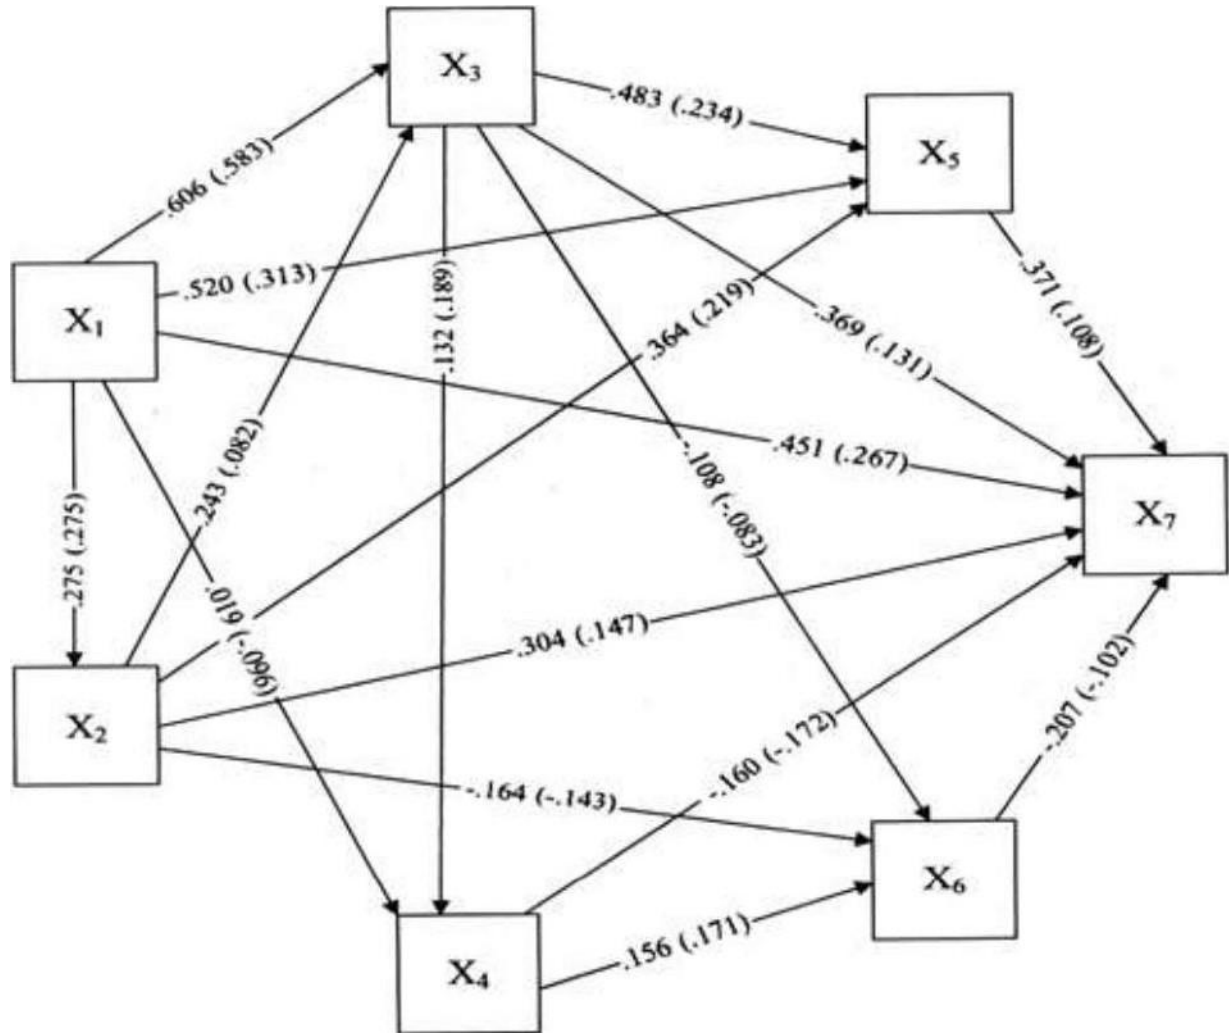 X₃
.483 (.234)
X₅
.606 (.583)
.520 (.313)
.132 (.189)
.364 (.219)
.369 (.131)
.371 (.108)
X₁
.451 (.267)
-.108 (-.083)
.243 (.082)
.275 (.275)
X₇
.019 (-.096)
.304 (.147)
X₂
-.164 (-.143)
-.160 (-.172)
-.207 (-.102)
X₆
.156 (.171)
X₄